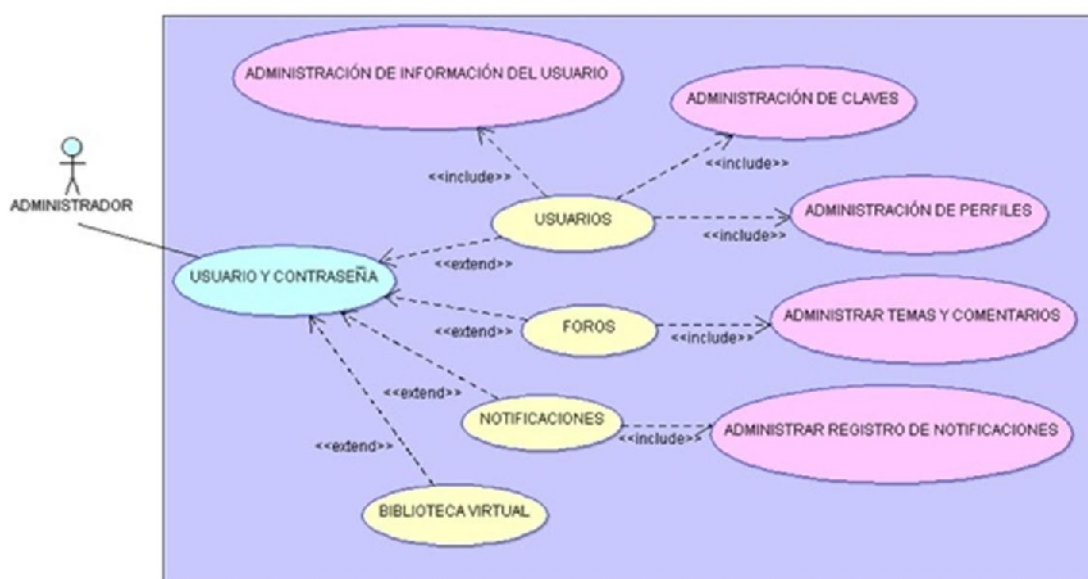 ADMINISTRACIÓN DE INFORMACIÓN DEL USUARIO
ADMINISTRACIÓN DE CLAVES
<<include>>
<<include>>
ADMINISTRADOR
USUARIOS
ADMINISTRACIÓN DE PERFILES
<<include>>
<<extend>>
USUARIO Y CONTRASEÑA
ADMINISTRAR TEMAS Y COMENTARIOS
FOROS
<<extend>>
<<include>>
<<extend>>
NOTIFICACIONES
ADMINISTRAR REGISTRO DE NOTIFICACIONES
<<include>>
<<extend>>
BIBLIOTECA VIRTUAL